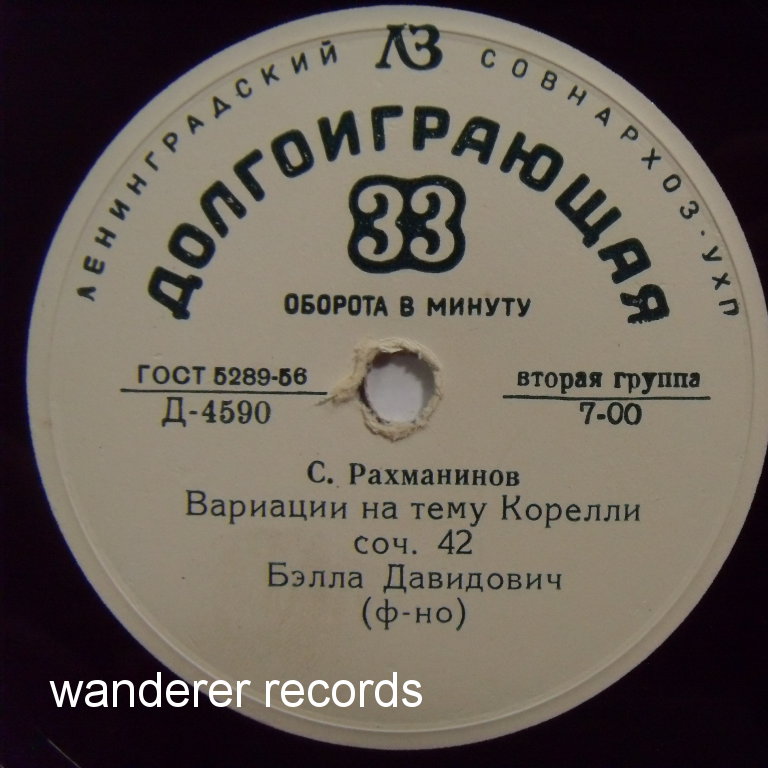 ЛЕНИНГРАДСКИЙ ЛЗ СОВНАРХОЗ·УХП
ДОЛГОИГРАЮЩАЯ
33
ОБОРОТА В МИНУТУ
ГОСТ 5289-56
Д-4590
вторая группа
7-00
С. Рахманинов
Вариации на тему Корелли
соч. 42
Бэлла Давидович
(ф-но)
wanderer records